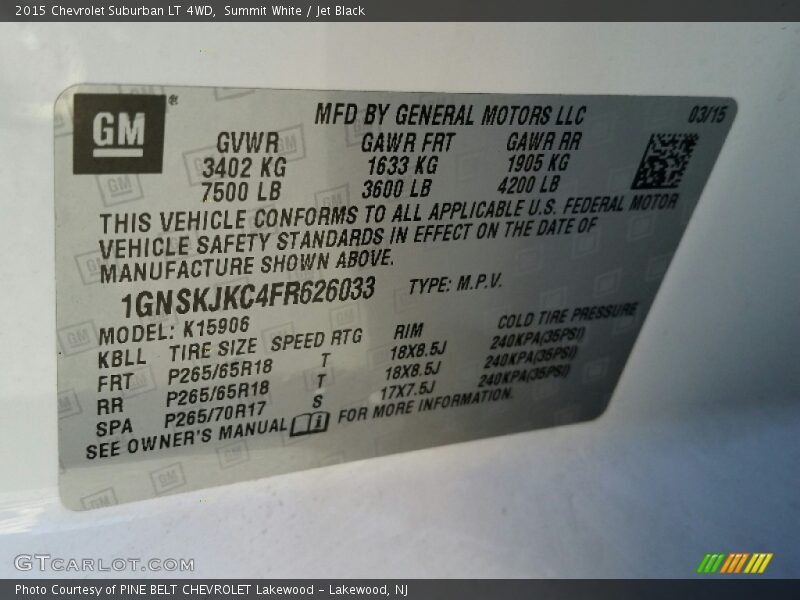 2015 Chevrolet Suburban LT 4WD, Summit White / Jet Black
GM
MFD BY GENERAL MOTORS LLC 03/15
GVWR GAWR FRT GAWR RR
3402 KG 1633 KG 1905 KG
7500 LB 3600 LB 4200 LB
THIS VEHICLE CONFORMS TO ALL APPLICABLE U.S. FEDERAL MOTOR
VEHICLE SAFETY STANDARDS IN EFFECT ON THE DATE OF
MANUFACTURE SHOWN ABOVE.
1GNSKJKC4FR626033 TYPE: M.P.V.
MODEL: K15906
KBLL TIRE SIZE SPEED RTG RIM COLD TIRE PRESSURE
FRT P265/65R18 T 18X8.5J 240KPA(35PSI)
RR P265/65R18 T 18X8.5J 240KPA(35PSI)
SPA P265/70R17 S 17X7.5J 240KPA(35PSI)
SEE OWNER'S MANUAL FOR MORE INFORMATION.
GTCARLOT.COM
Photo Courtesy of PINE BELT CHEVROLET Lakewood - Lakewood, NJ